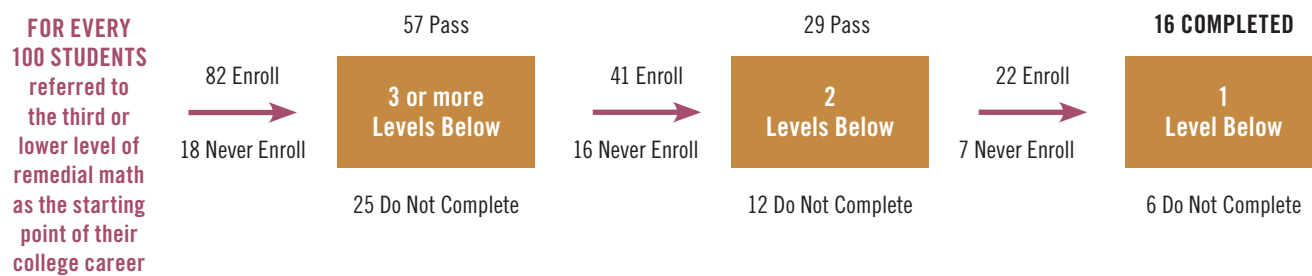 FOR EVERY
100 STUDENTS
referred to
the third or
lower level of
remedial math
as the starting
point of their
college career
82 Enroll
18 Never Enroll
57 Pass
3 or more
Levels Below
25 Do Not Complete
41 Enroll
16 Never Enroll
29 Pass
2
Levels Below
12 Do Not Complete
22 Enroll
7 Never Enroll
16 COMPLETED
1
Level Below
6 Do Not Complete